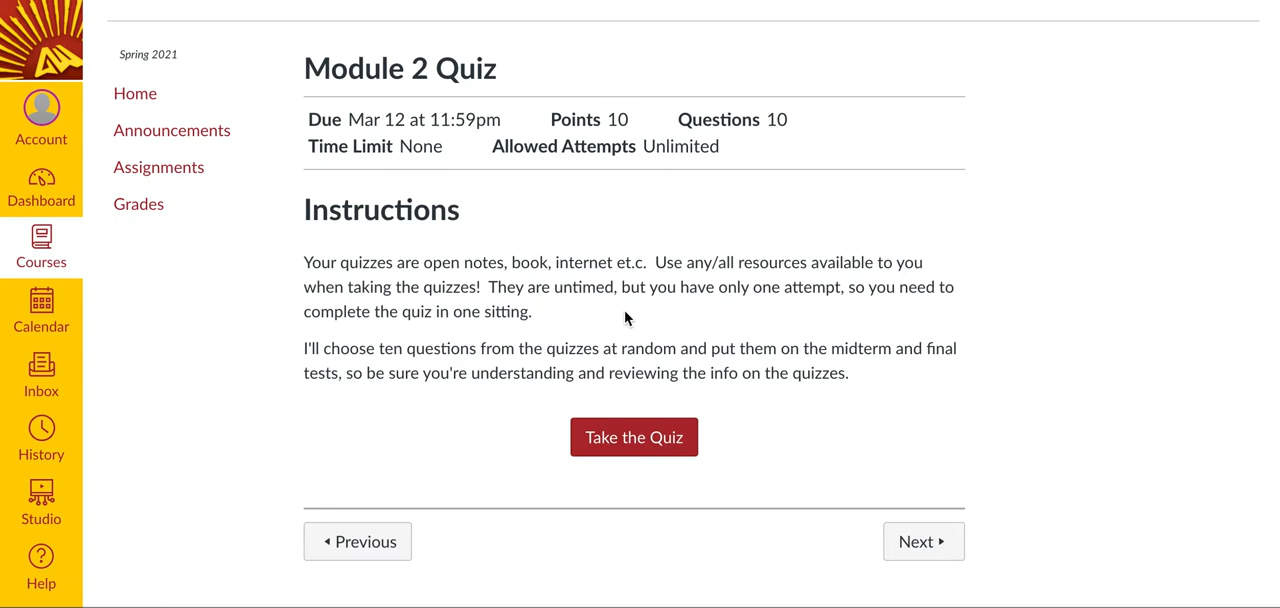 Spring 2021
Home
Announcements
Assignments
Grades
Account
Dashboard
Courses
Calendar
Inbox
History
Studio
Help
Module 2 Quiz
Due Mar 12 at 11:59pm Points 10 Questions 10
Time Limit None Allowed Attempts Unlimited
Instructions
Your quizzes are open notes, book, internet et.c. Use any/all resources available to you
when taking the quizzes! They are untimed, but you have only one attempt, so you need to
complete the quiz in one sitting.
I'll choose ten questions from the quizzes at random and put them on the midterm and final
tests, so be sure you're understanding and reviewing the info on the quizzes.
Take the Quiz
Previous
Next